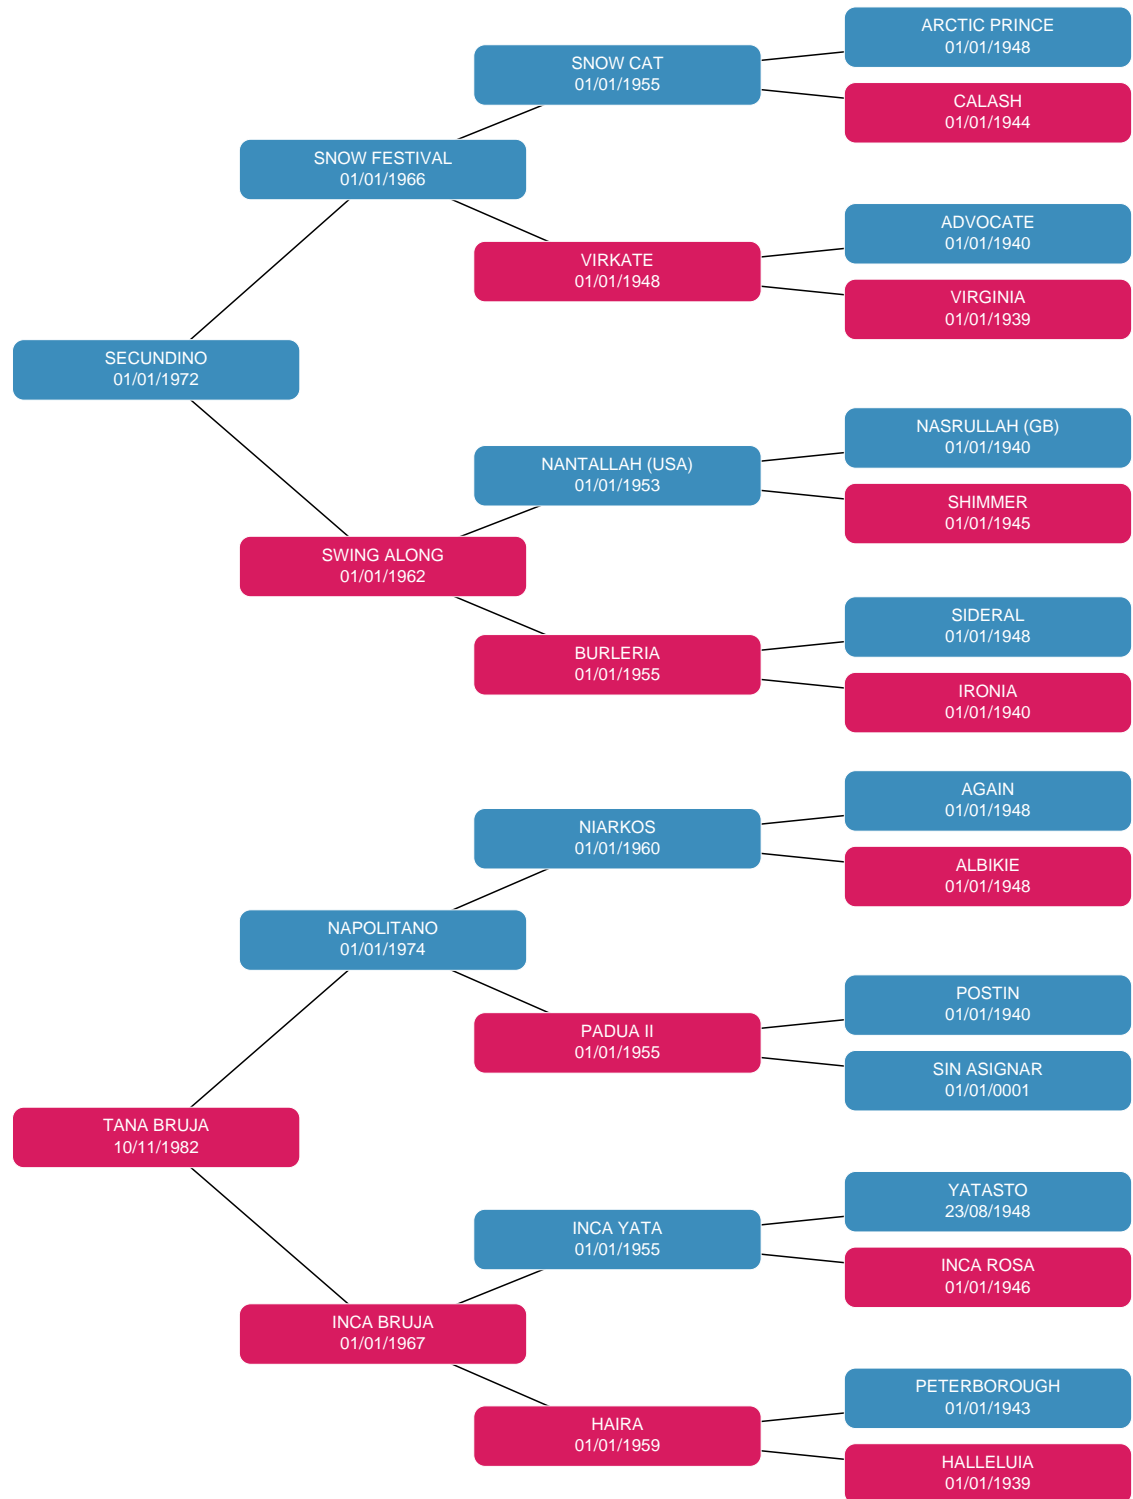 ARCTIC PRINCE
01/01/1948
SNOW CAT
01/01/1955
CALASH
01/01/1944
SNOW FESTIVAL
01/01/1966
ADVOCATE
01/01/1940
VIRKATE
01/01/1948
VIRGINIA
01/01/1939
SECUNDINO
01/01/1972
NASRULLAH (GB)
01/01/1940
NANTALLAH (USA)
01/01/1953
SHIMMER
01/01/1945
SWING ALONG
01/01/1962
SIDERAL
01/01/1948
BURLERIA
01/01/1955
IRONIA
01/01/1940
AGAIN
01/01/1948
NIARKOS
01/01/1960
ALBIKIE
01/01/1948
NAPOLITANO
01/01/1974
POSTIN
01/01/1940
PADUA II
01/01/1955
SIN ASIGNAR
01/01/0001
TANA BRUJA
10/11/1982
YATASTO
23/08/1948
INCA YATA
01/01/1955
INCA ROSA
01/01/1946
INCA BRUJA
01/01/1967
PETERBOROUGH
01/01/1943
HAIRA
01/01/1959
HALLELUIA
01/01/1939